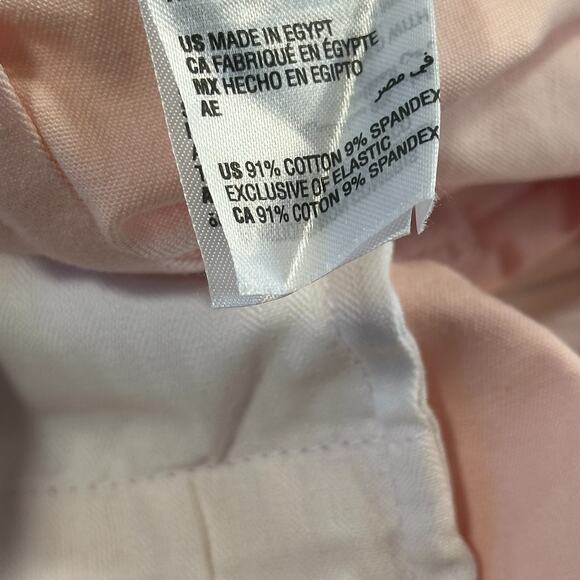 US MADE IN EGYPT
CA FABRIQUÉ EN ÉGYPTE
MX HECHO EN EGIPTO
AE في مصر
US 91% COTTON 9% SPANDEX
EXCLUSIVE OF ELASTIC
CA 91% COTON 9% SPANDEX